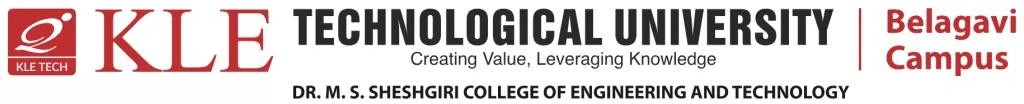 KLE TECH
KLE
TECHNOLOGICAL UNIVERSITY
Creating Value, Leveraging Knowledge
DR. M. S. SHESHGIRI COLLEGE OF ENGINEERING AND TECHNOLOGY
Belagavi
Campus